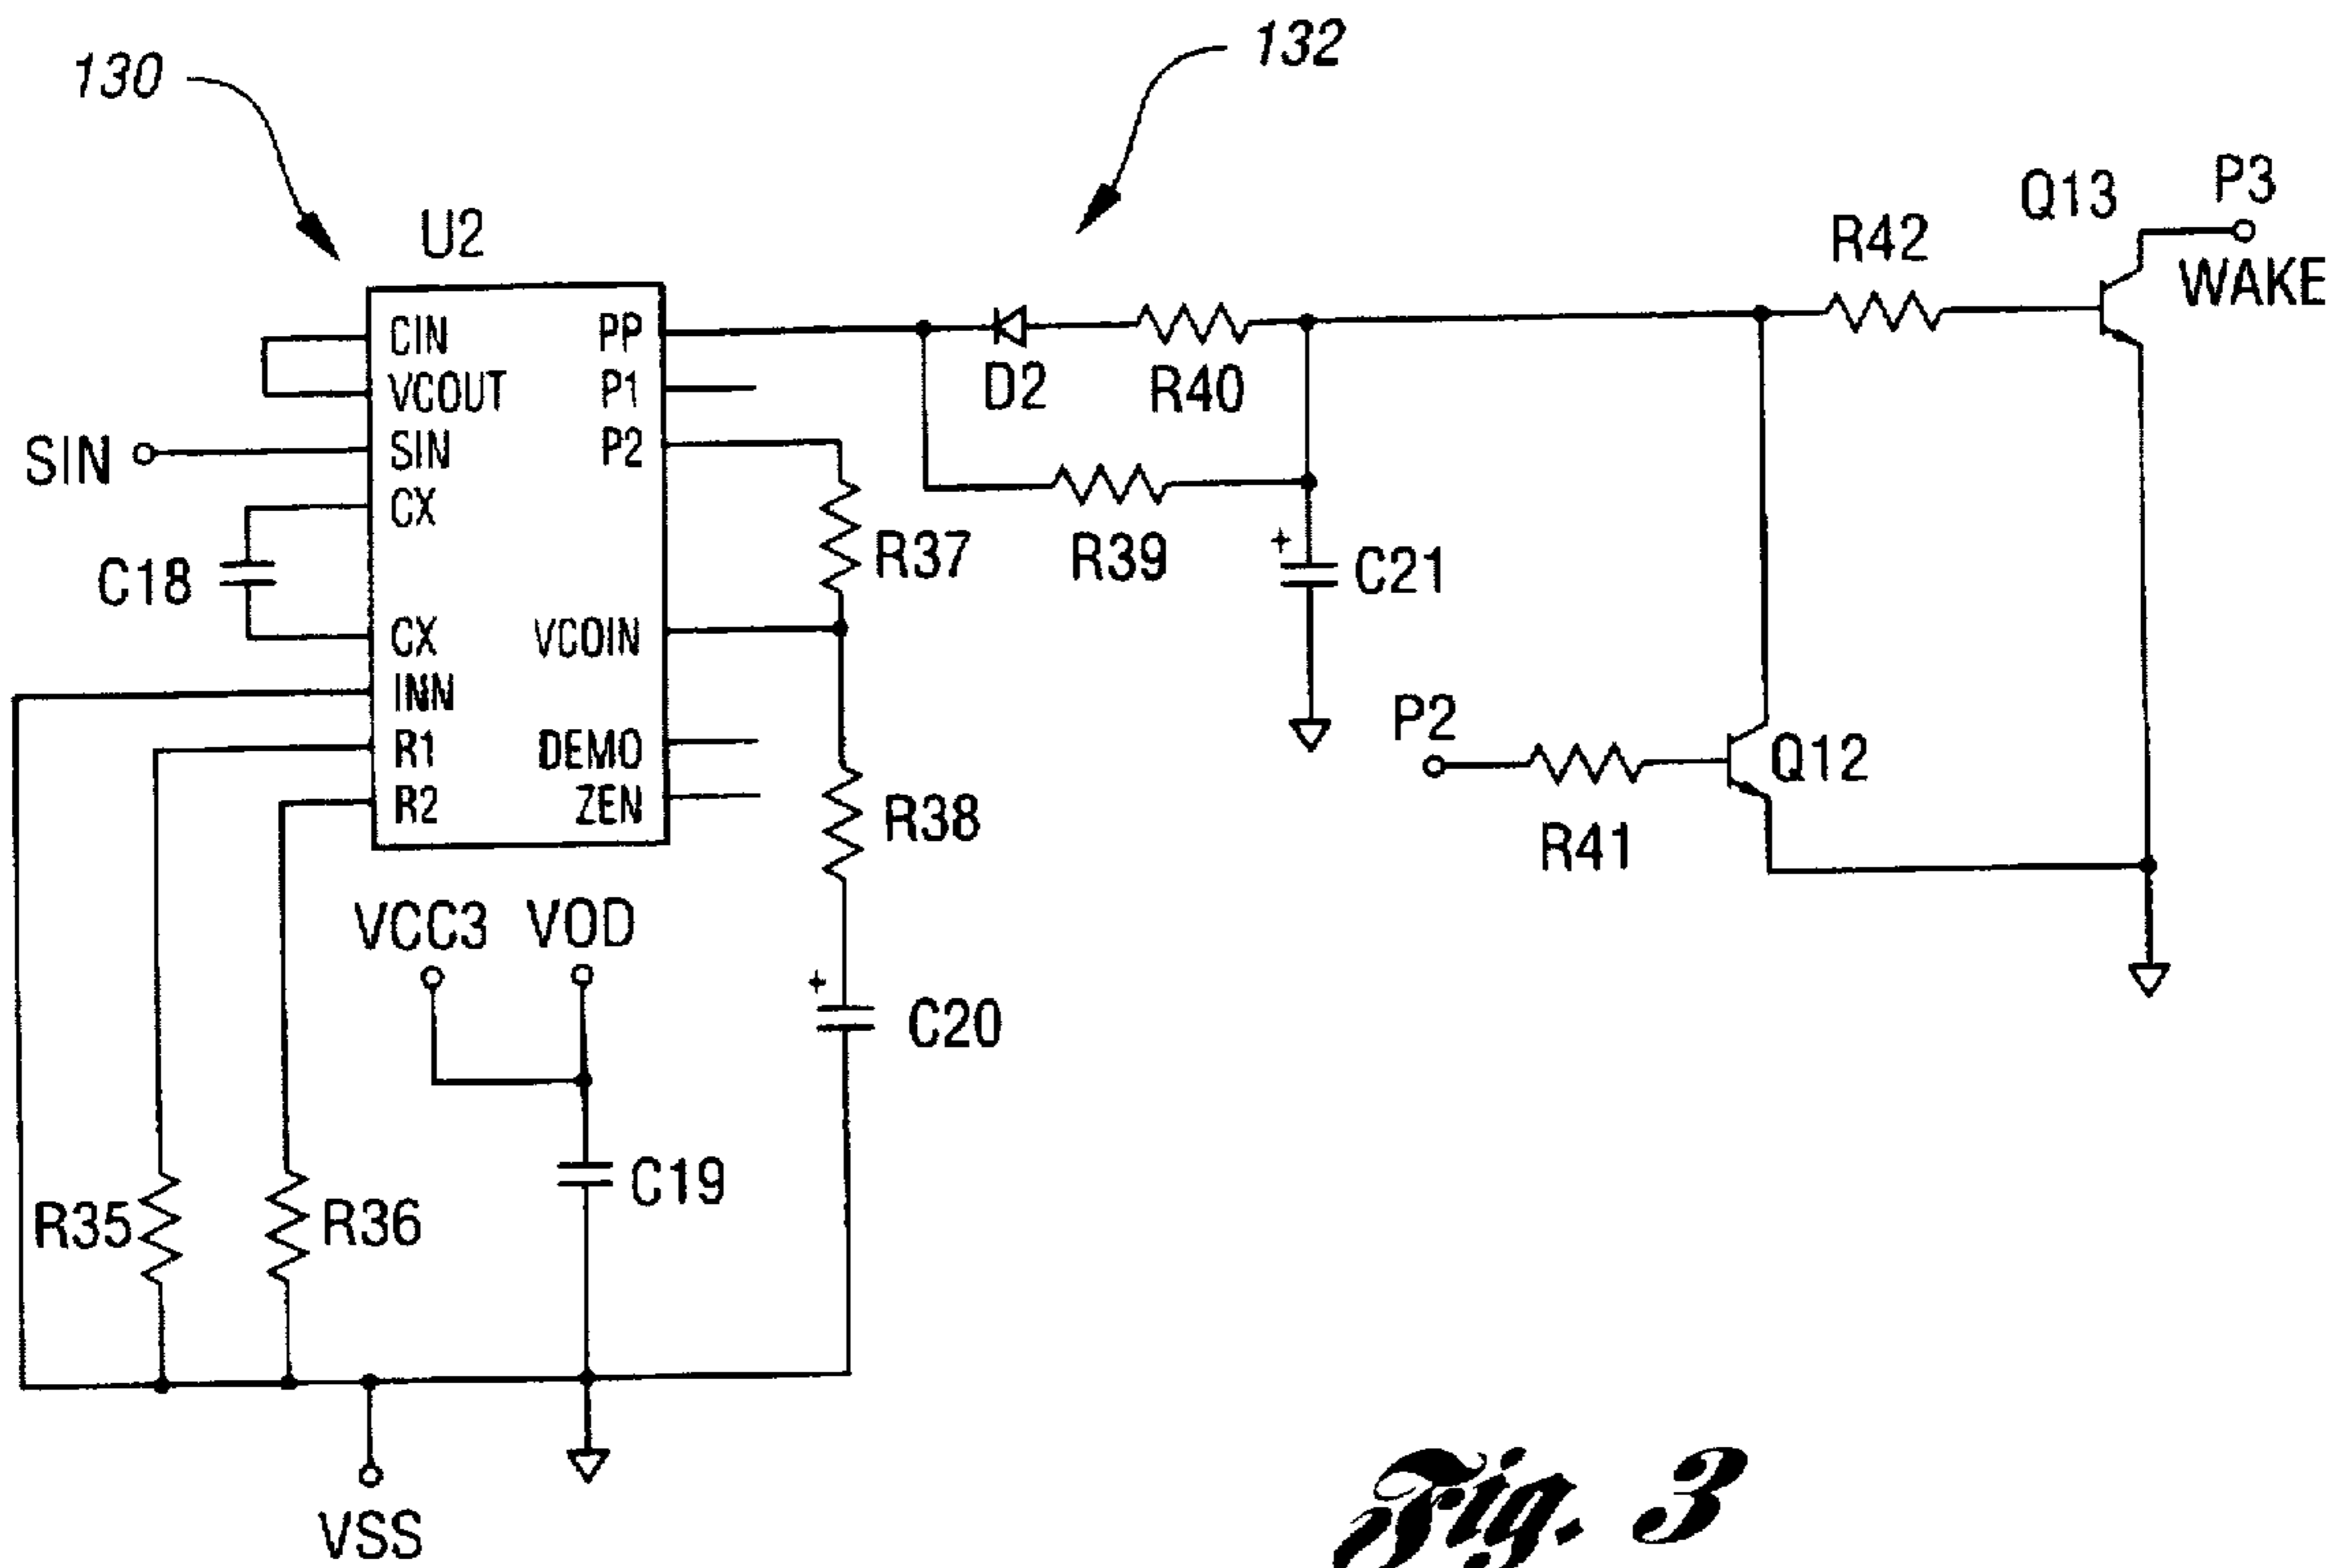 130
132
U2
Q13
P3
R42
WAKE
CIN
PP
VCOUT
P1
D2
R40
SIN
SIN
P2
CX
R37
R39
C21
C18
CX
VCOIN
INN
P2
R1
DEMO
Q12
R2
ZEN
R38
R41
VCC3
VOD
+
C20
+
C19
R35
R36
VSS
Fig. 3